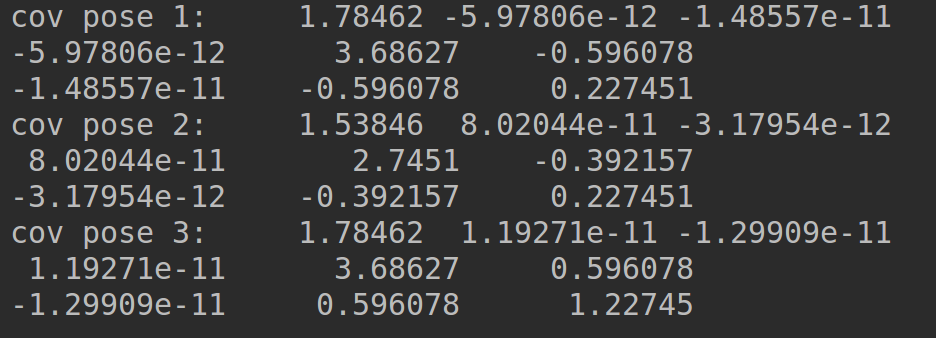 cov pose 1:     1.78462 -5.97806e-12 -1.48557e-11
-5.97806e-12      3.68627    -0.596078
-1.48557e-11    -0.596078     0.227451
cov pose 2:     1.53846  8.02044e-11 -3.17954e-12
 8.02044e-11       2.7451    -0.392157
-3.17954e-12    -0.392157     0.227451
cov pose 3:     1.78462  1.19271e-11 -1.29909e-11
 1.19271e-11      3.68627     0.596078
-1.29909e-11     0.596078      1.22745